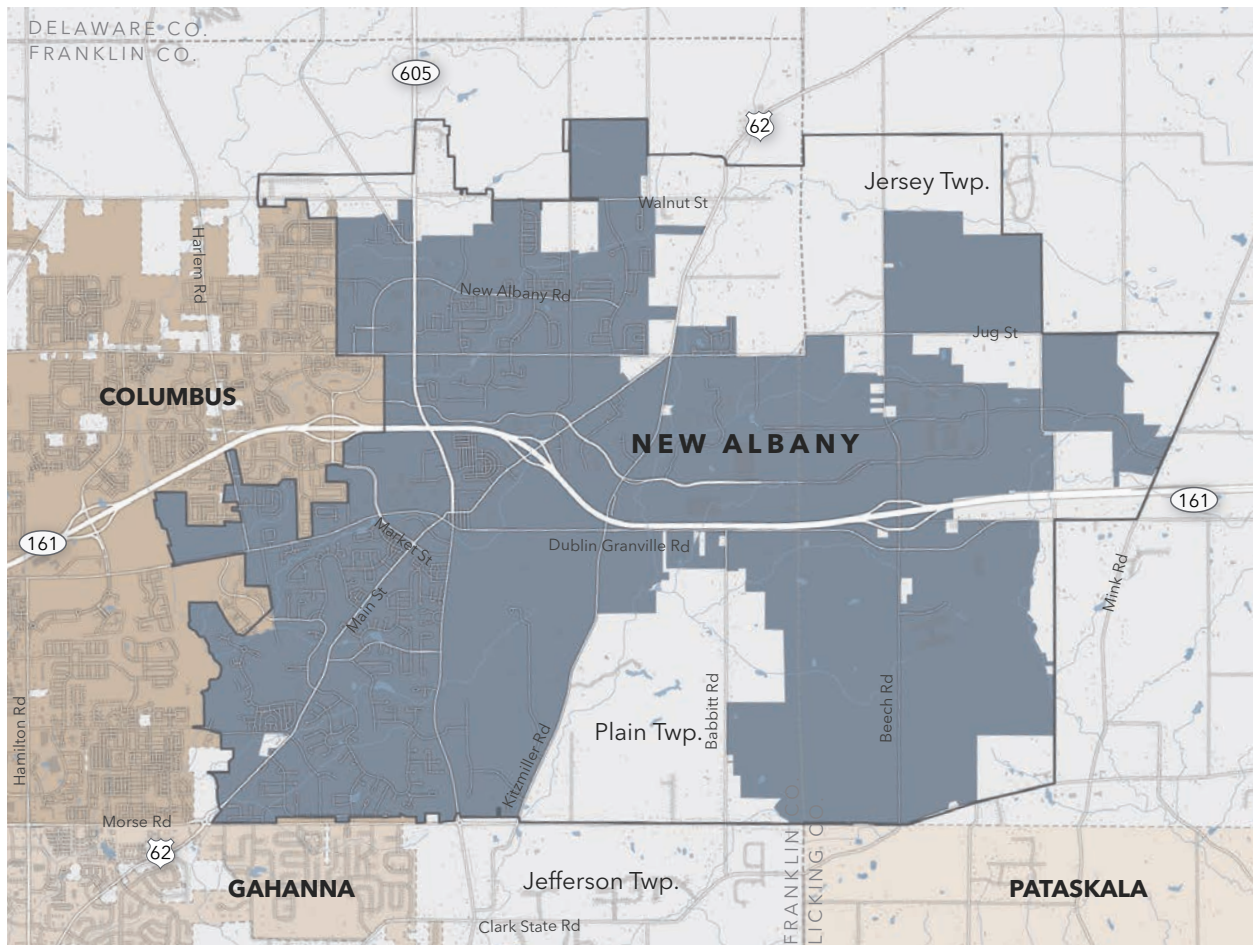 DELAWARE CO.
FRANKLIN CO.
605
62
Jersey Twp.
Walnut St
Harlem Rd
New Albany Rd
Jug St
COLUMBUS
NEW ALBANY
161
161
Market St
Dublin Granville Rd
Main St
Mink Rd
Hamilton Rd
Plain Twp.
Babbitt Rd
Beech Rd
Kitzmiller Rd
Morse Rd
62
GAHANNA
Jefferson Twp.
FRANKLIN CO
LICKING CO
PATASKALA
Clark State Rd